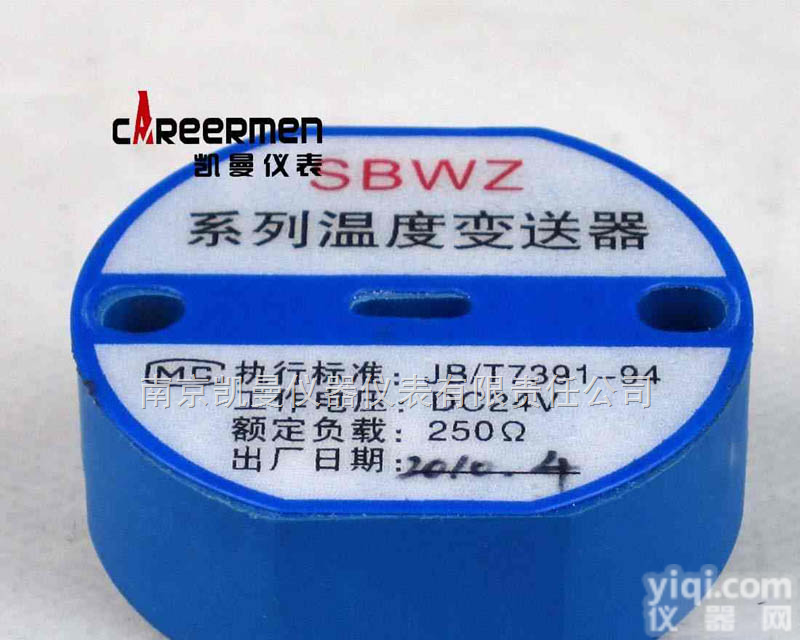 CAREERMEN
凯曼仪表
SBWZ
系列温度变送器
MC 执行标准: JB/T7391--94
南京凯曼仪器仪表有限责任公司
工作电压: DC24V
额定负载: 250Ω
出厂日期: 2010.4
yiqi.com
仪器网